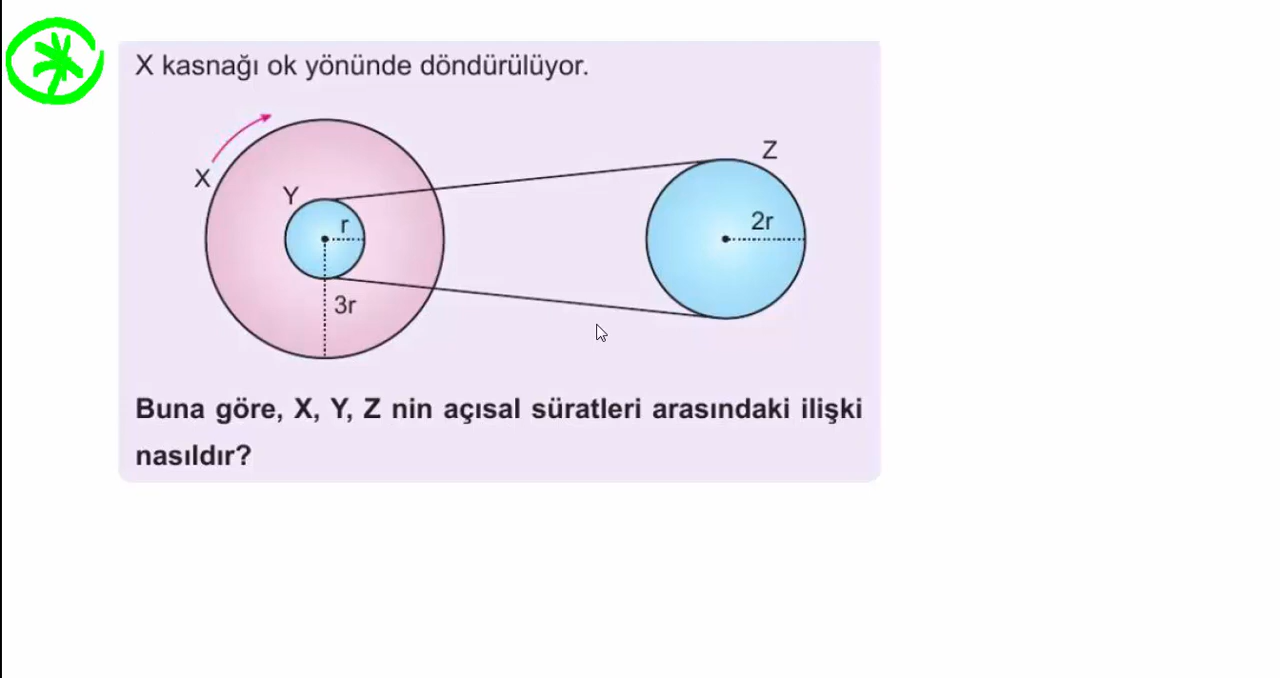 X kasnağı ok yönünde döndürülüyor.
X
Y
r
3r
Z
2r
Buna göre, X, Y, Z nin açısal süratleri arasındaki ilişki
nasıldır?